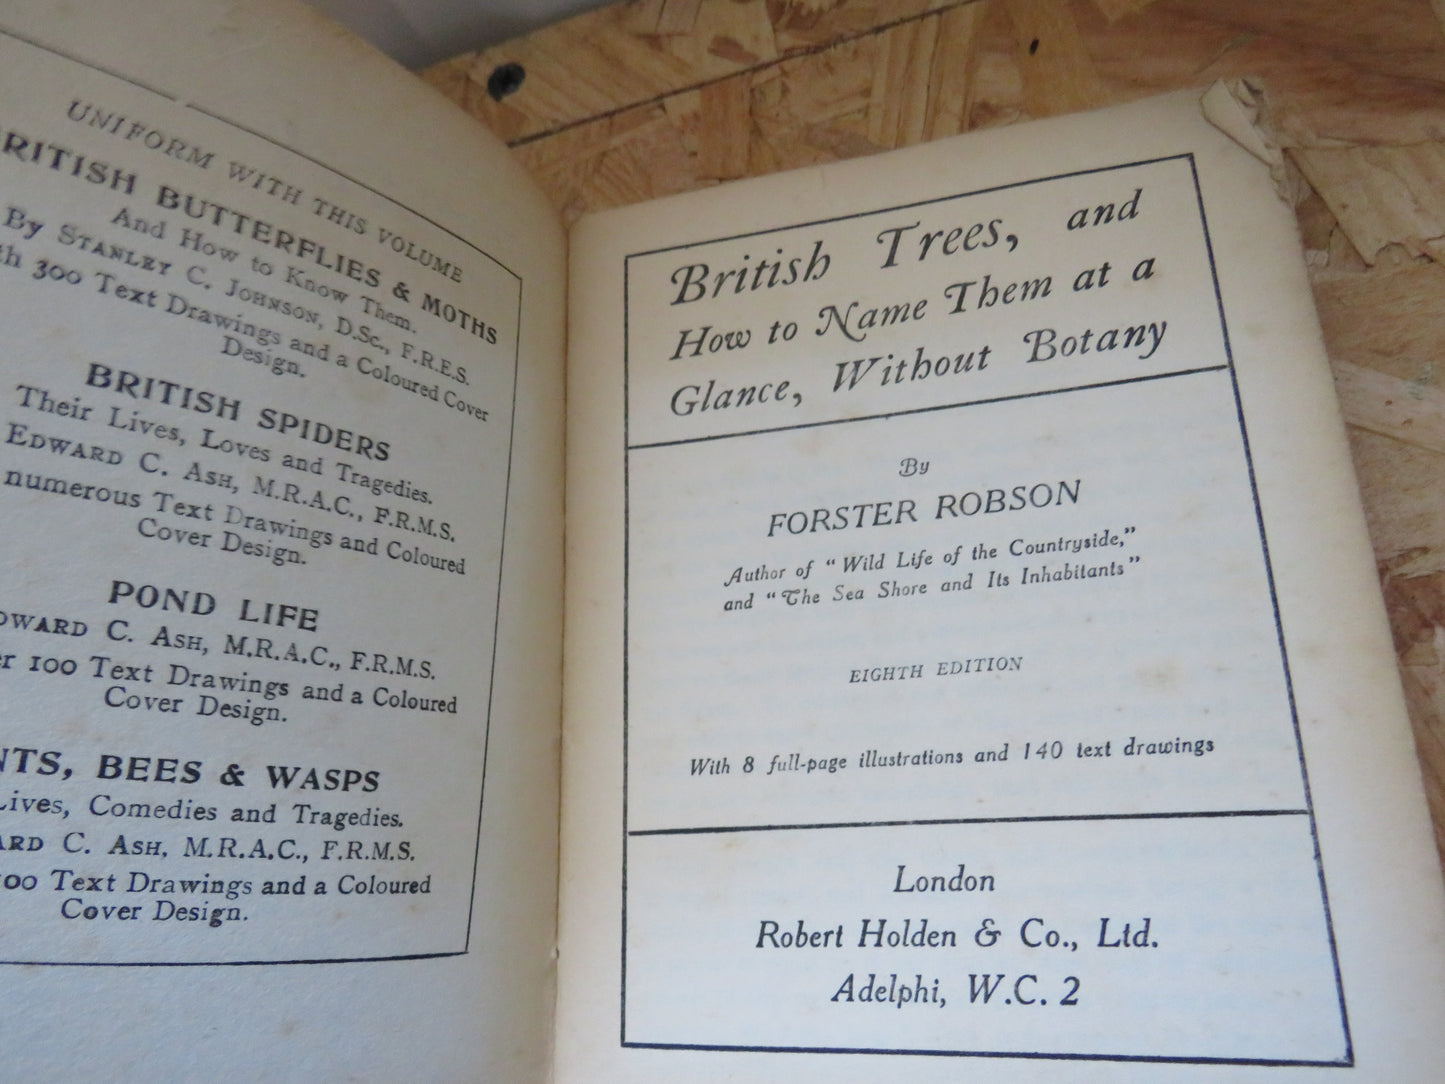 UNIFORM WITH THIS VOLUME
RITISH BUTTERFLIES & MOTHS
And How to Know Them.
By STANLEY C. JOHNSON, D.Sc., F.R.E.S.
th 300 Text Drawings and a Coloured Cover
Design.
BRITISH SPIDERS
Their Lives, Loves and Tragedies.
EDWARD C. ASH, M.R.A.C., F.R.M.S.
numerous Text Drawings and Coloured
Cover Design.
POND LIFE
DWARD C. ASH, M.R.A.C., F.R.M.S.
er 100 Text Drawings and a Coloured
Cover Design.
NTS, BEES & WASPS
Lives, Comedies and Tragedies.
ARD C. ASH, M.R.A.C., F.R.M.S.
00 Text Drawings and a Coloured
Cover Design.
British Trees, and
How to Name Them at a
Glance, Without Botany
By
FORSTER ROBSON
Author of "Wild Life of the Countryside,"
and "The Sea Shore and Its Inhabitants"
EIGHTH EDITION
With 8 full-page illustrations and 140 text drawings
London
Robert Holden & Co., Ltd.
Adelphi, W.C. 2